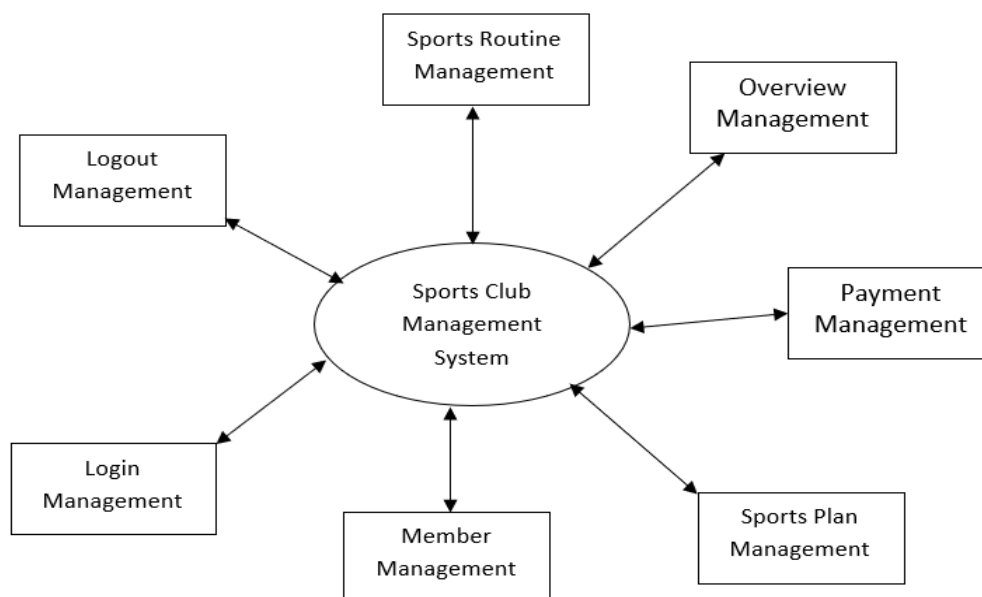 Sports Routine
Management
Overview
Management
Logout
Management
Sports Club
Management
System
Payment
Management
Login
Management
Member
Management
Sports Plan
Management